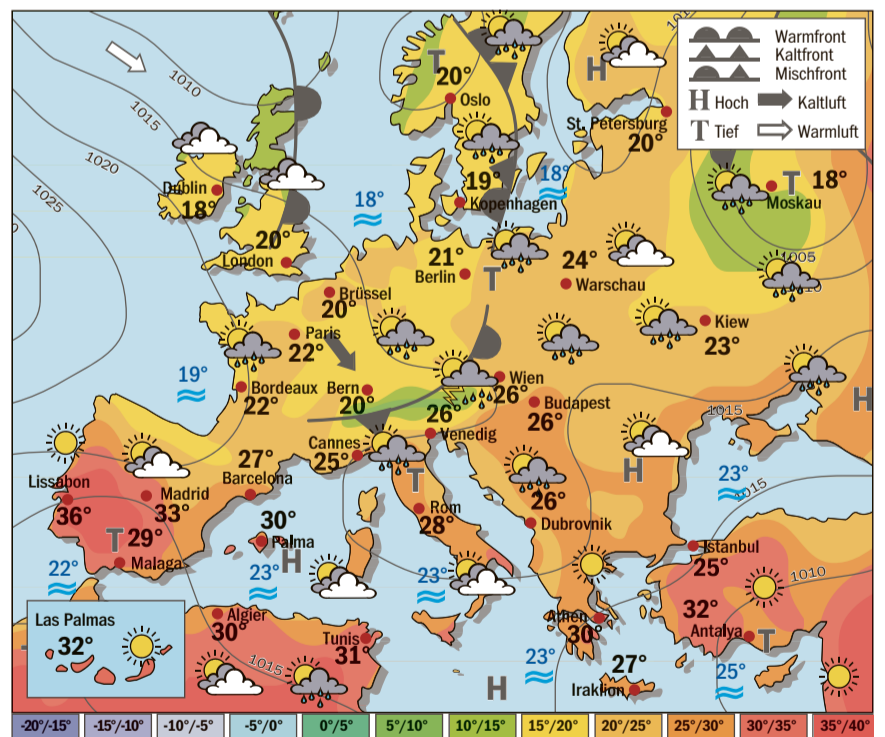 Warmfront
Kaltfront
Mischfront
H Hoch Kaltluft
T Tief Warmluft
1010
1015
1020
1025
T
20°
Oslo
H
St. Petersburg
20°
T 18°
Moskau
1005
Dublin
18°
18°
19°
Kopenhagen
18°
20°
London
21°
Berlin
T
24°
Warschau
Brüssel
20°
Paris
22°
Kiew
23°
19°
Bordeaux
22°
Bern
20°
Wien
26°
Budapest
26°
26°
Venedig
1015
H
Cannes
25°
27°
Barcelona
Lissabon
36°
Madrid
33°
T
29°
Malaga
30°
Palma
H
T
Rom
28°
26°
Dubrovnik
H
23°
1015
Istanbul
25°
1010
22°
23°
23°
Las Palmas
32°
Algier
30°
Tunis
31°
1015
Athen
30°
32°
Antalya
T
23°
27°
Iraklion
25°
H
-20°/-15°
-15°/-10°
-10°/-5°
-5°/0°
0°/5°
5°/10°
10°/15°
15°/20°
20°/25°
25°/30°
30°/35°
35°/40°